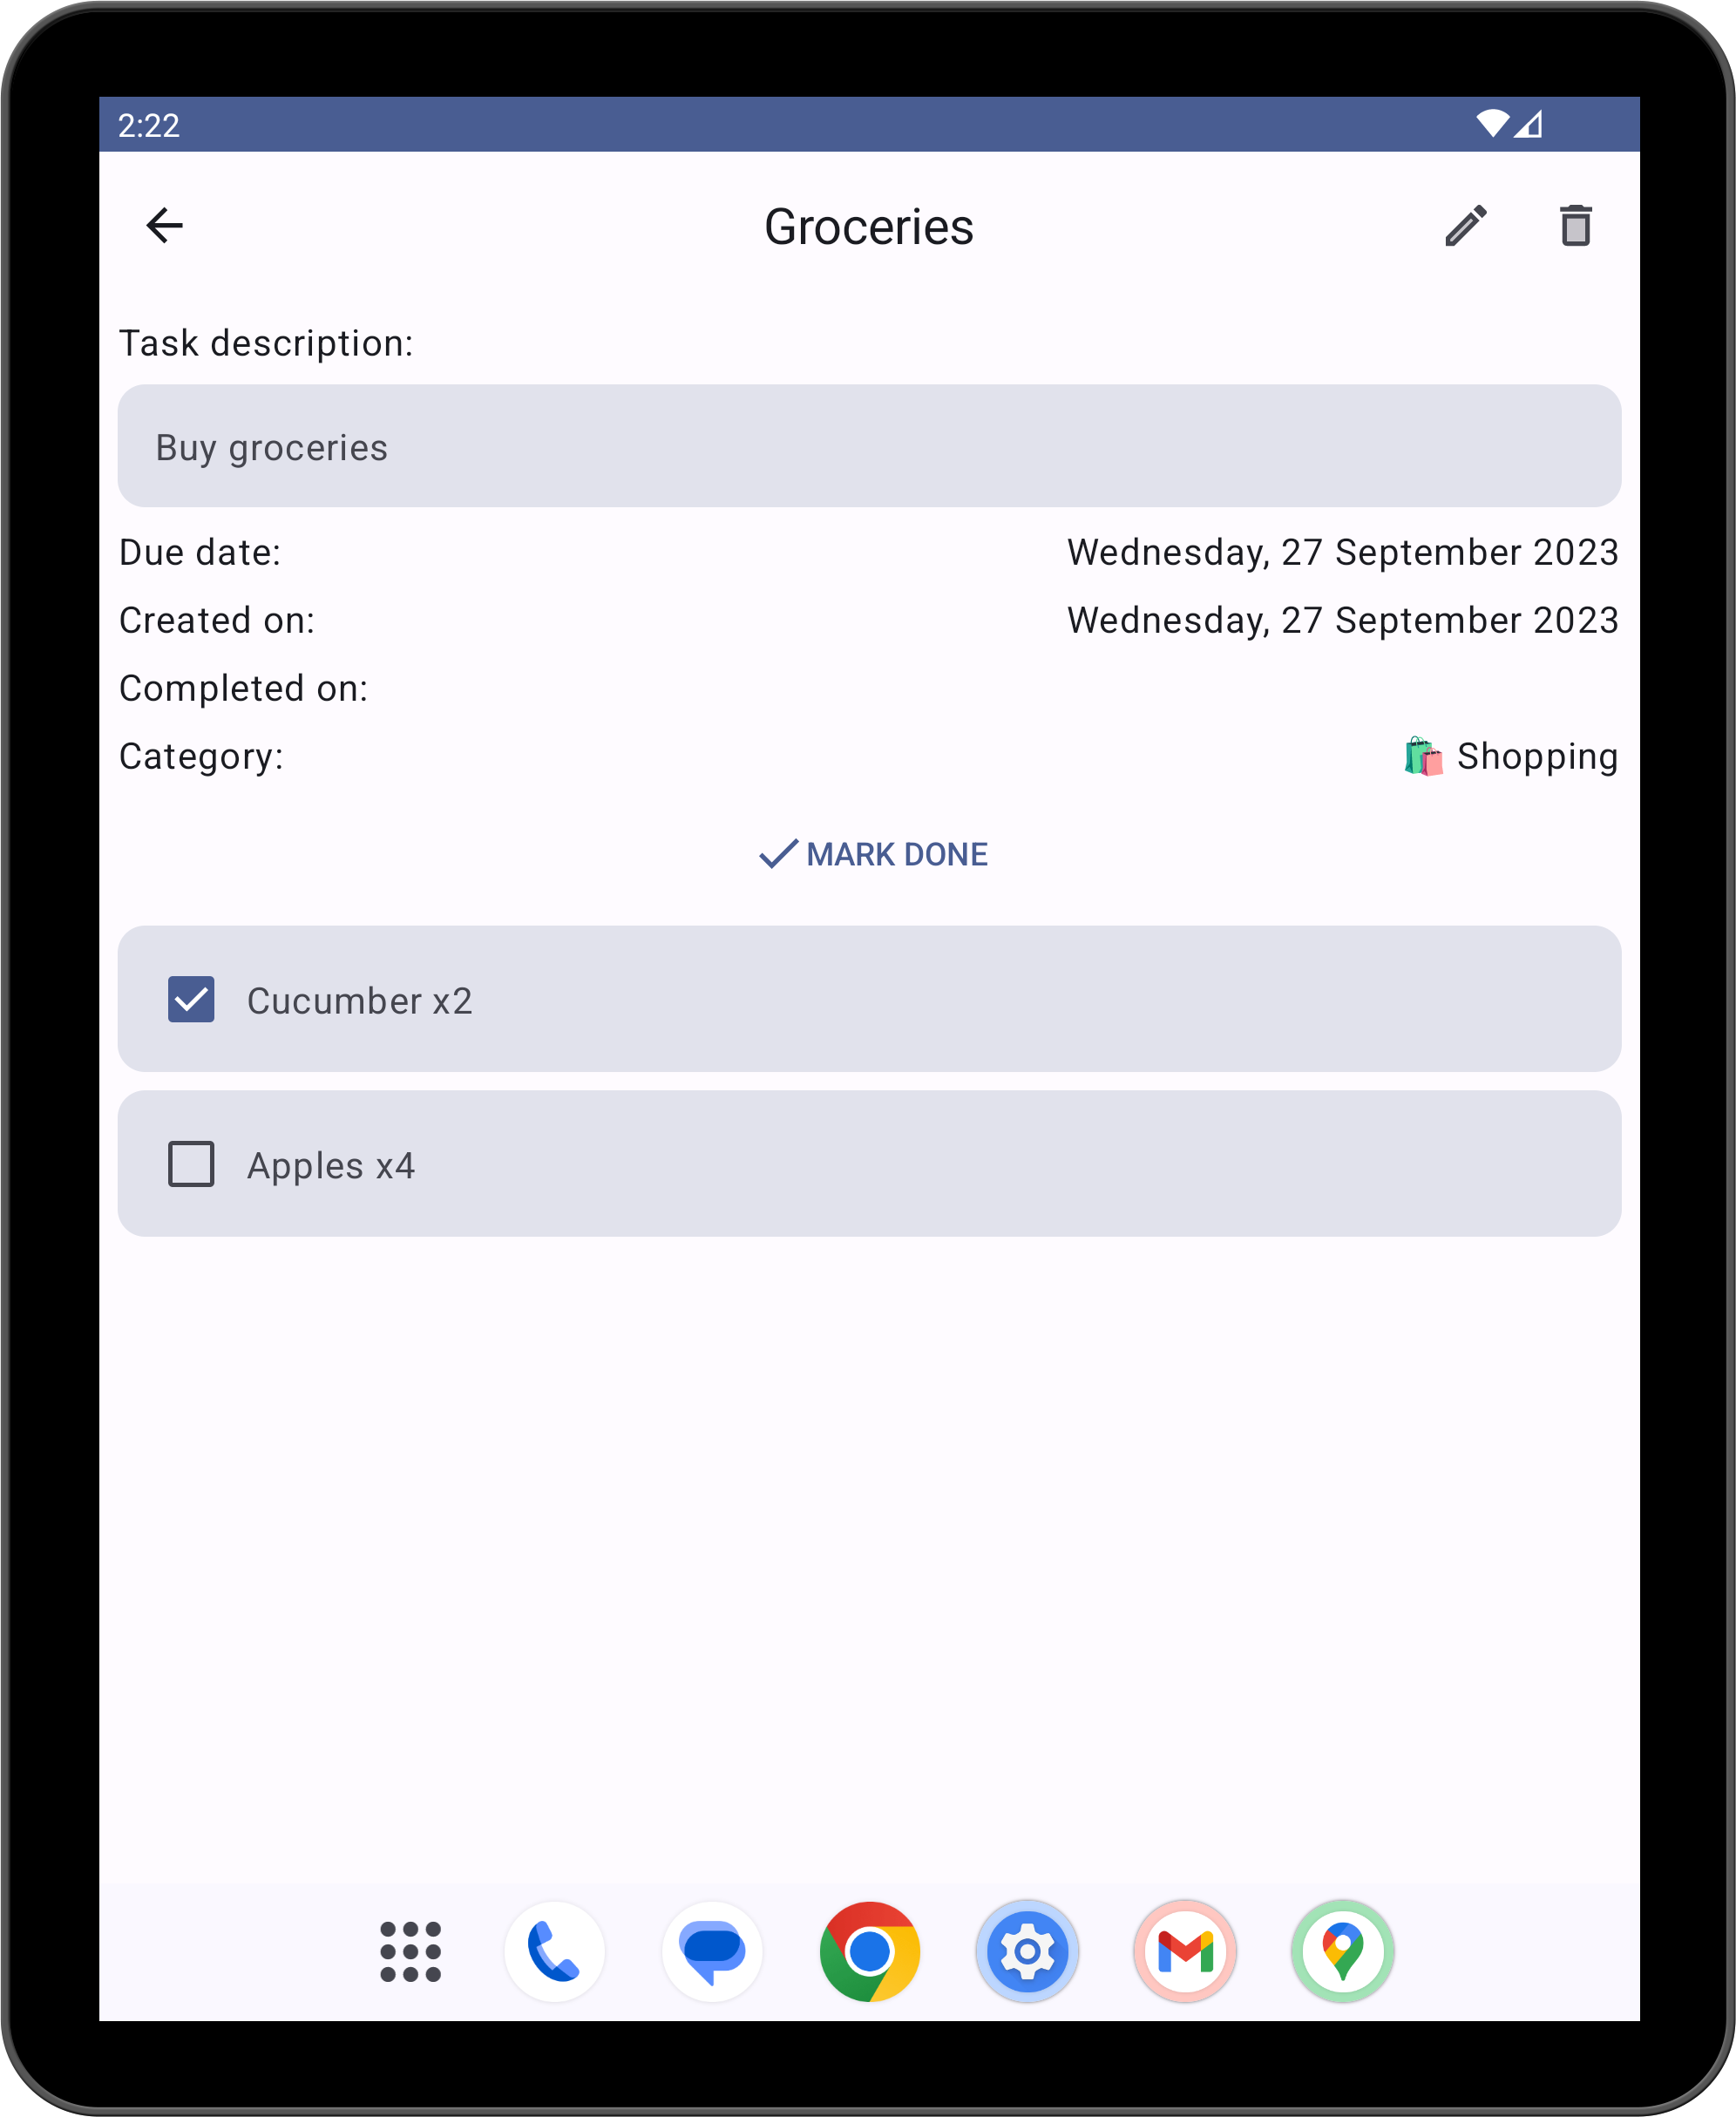 2:22
Groceries
Task description:
Buy groceries
Due date: Wednesday, 27 September 2023
Created on: Wednesday, 27 September 2023
Completed on:
Category: 🛍️ Shopping
MARK DONE
Cucumber x2
Apples x4